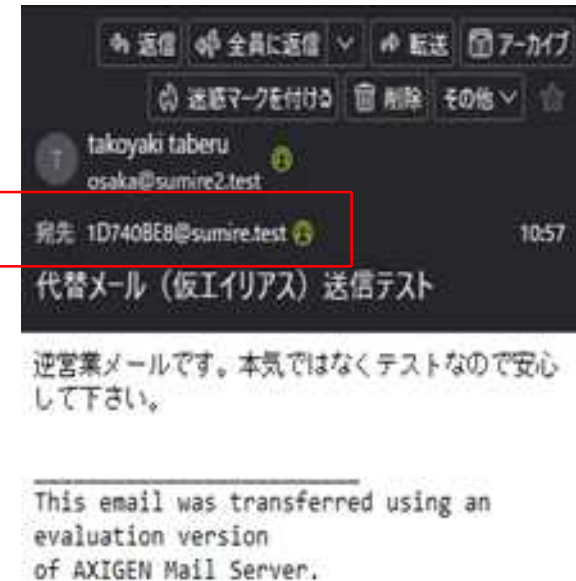 返信 全員に返信 転送 アーカイブ
迷惑マークを付ける 削除 その他
T takoyaki taberu
osaka@sumire2.test
宛先 1D740BE8@sumire.test 10:57
代替メール（仮エイリアス）送信テスト
逆営業メールです。本気ではなくテストなので安心
して下さい。
This email was transferred using an
evaluation version
of AXIGEN Mail Server.